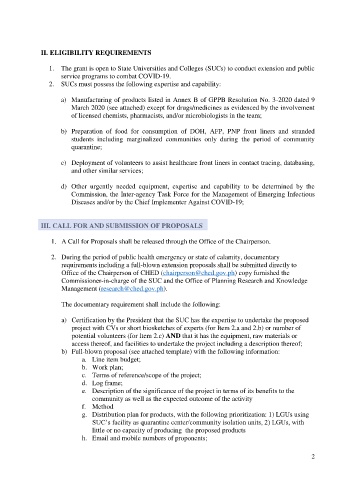 II. ELIGIBILITY REQUIREMENTS
1. The grant is open to State Universities and Colleges (SUCs) to conduct extension and public
service programs to combat COVID-19.
2. SUCs must possess the following expertise and capability:
a) Manufacturing of products listed in Annex B of GPPB Resolution No. 3-2020 dated 9
March 2020 (see attached) except for drugs/medicines as evidenced by the involvement
of licensed chemists, pharmacists, and/or microbiologists in the team;
b) Preparation of food for consumption of DOH, AFP, PNP front liners and stranded
students including marginalized communities only during the period of community
quarantine;
c) Deployment of volunteers to assist healthcare front liners in contact tracing, databasing,
and other similar services;
d) Other urgently needed equipment, expertise and capability to be determined by the
Commission, the Inter-agency Task Force for the Management of Emerging Infectious
Diseases and/or by the Chief Implementer Against COVID-19;
III. CALL FOR AND SUBMISSION OF PROPOSALS
1. A Call for Proposals shall be released through the Office of the Chairperson.
2. During the period of public health emergency or state of calamity, documentary
requirements including a full-blown extension proposals shall be submitted directly to
Office of the Chairperson of CHED (chairperson@ched.gov.ph) copy furnished the
Commissioner-in-charge of the SUC and the Office of Planning Research and Knowledge
Management (research@ched.gov.ph).
The documentary requirement shall include the following:
a) Certification by the President that the SUC has the expertise to undertake the proposed
project with CVs or short biosketches of experts (for Item 2.a and 2.b) or number of
potential volunteers (for Item 2.c) AND that it has the equipment, raw materials or
access thereof, and facilities to undertake the project including a description thereof;
b) Full-blown proposal (see attached template) with the following information:
a. Line item budget;
b. Work plan;
c. Terms of reference/scope of the project;
d. Log frame;
e. Description of the significance of the project in terms of its benefits to the
community as well as the expected outcome of the activity
f. Method
g. Distribution plan for products, with the following prioritization: 1) LGUs using
SUC's facility as quarantine center/community isolation units, 2) LGUs, with
little or no capacity of producing the proposed products
h. Email and mobile numbers of proponents;
2